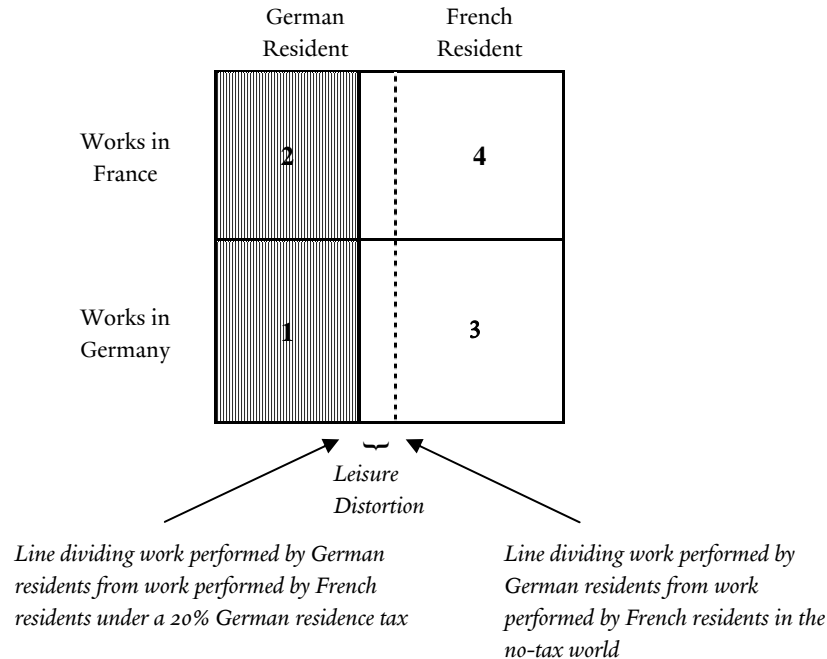 German
Resident
French
Resident
Works in
France
2
4
Works in
Germany
1
3
Leisure
Distortion
Line dividing work performed by German
residents from work performed by French
residents under a 20% German residence tax
Line dividing work performed by
German residents from work
performed by French residents in the
no-tax world